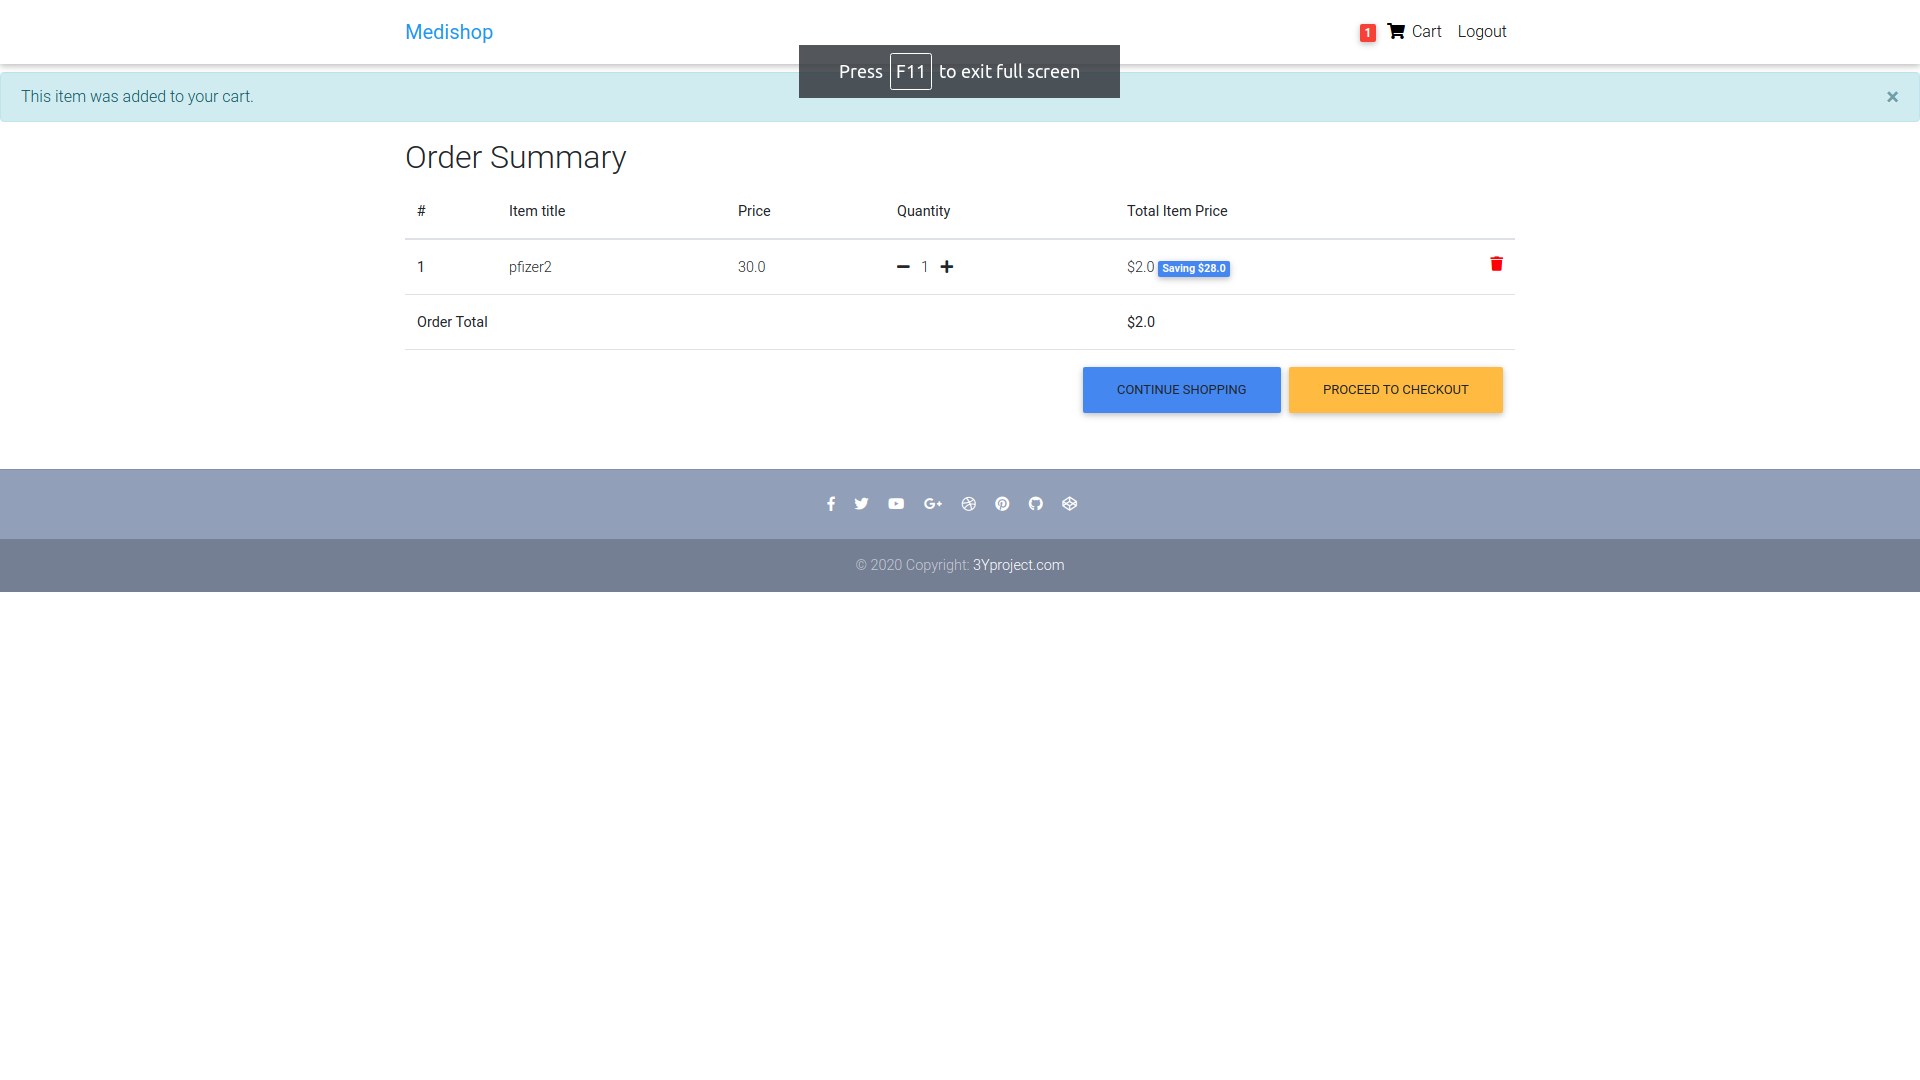 Medishop
1 Cart Logout
Press F11 to exit full screen
This item was added to your cart.
×
Order Summary
# Item title Price Quantity Total Item Price
1 pfizer2 30.0 1 $2.0 Saving $28.0
Order Total $2.0
CONTINUE SHOPPING PROCEED TO CHECKOUT
© 2020 Copyright: 3Yproject.com